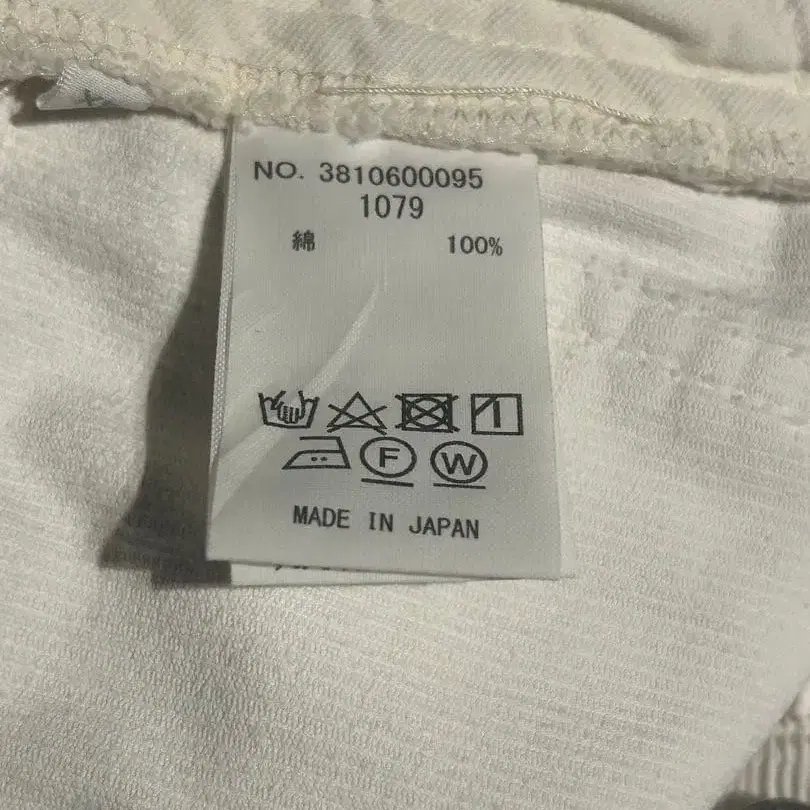 NO. 3810600095
1079
綿 100%
F W
MADE IN JAPAN